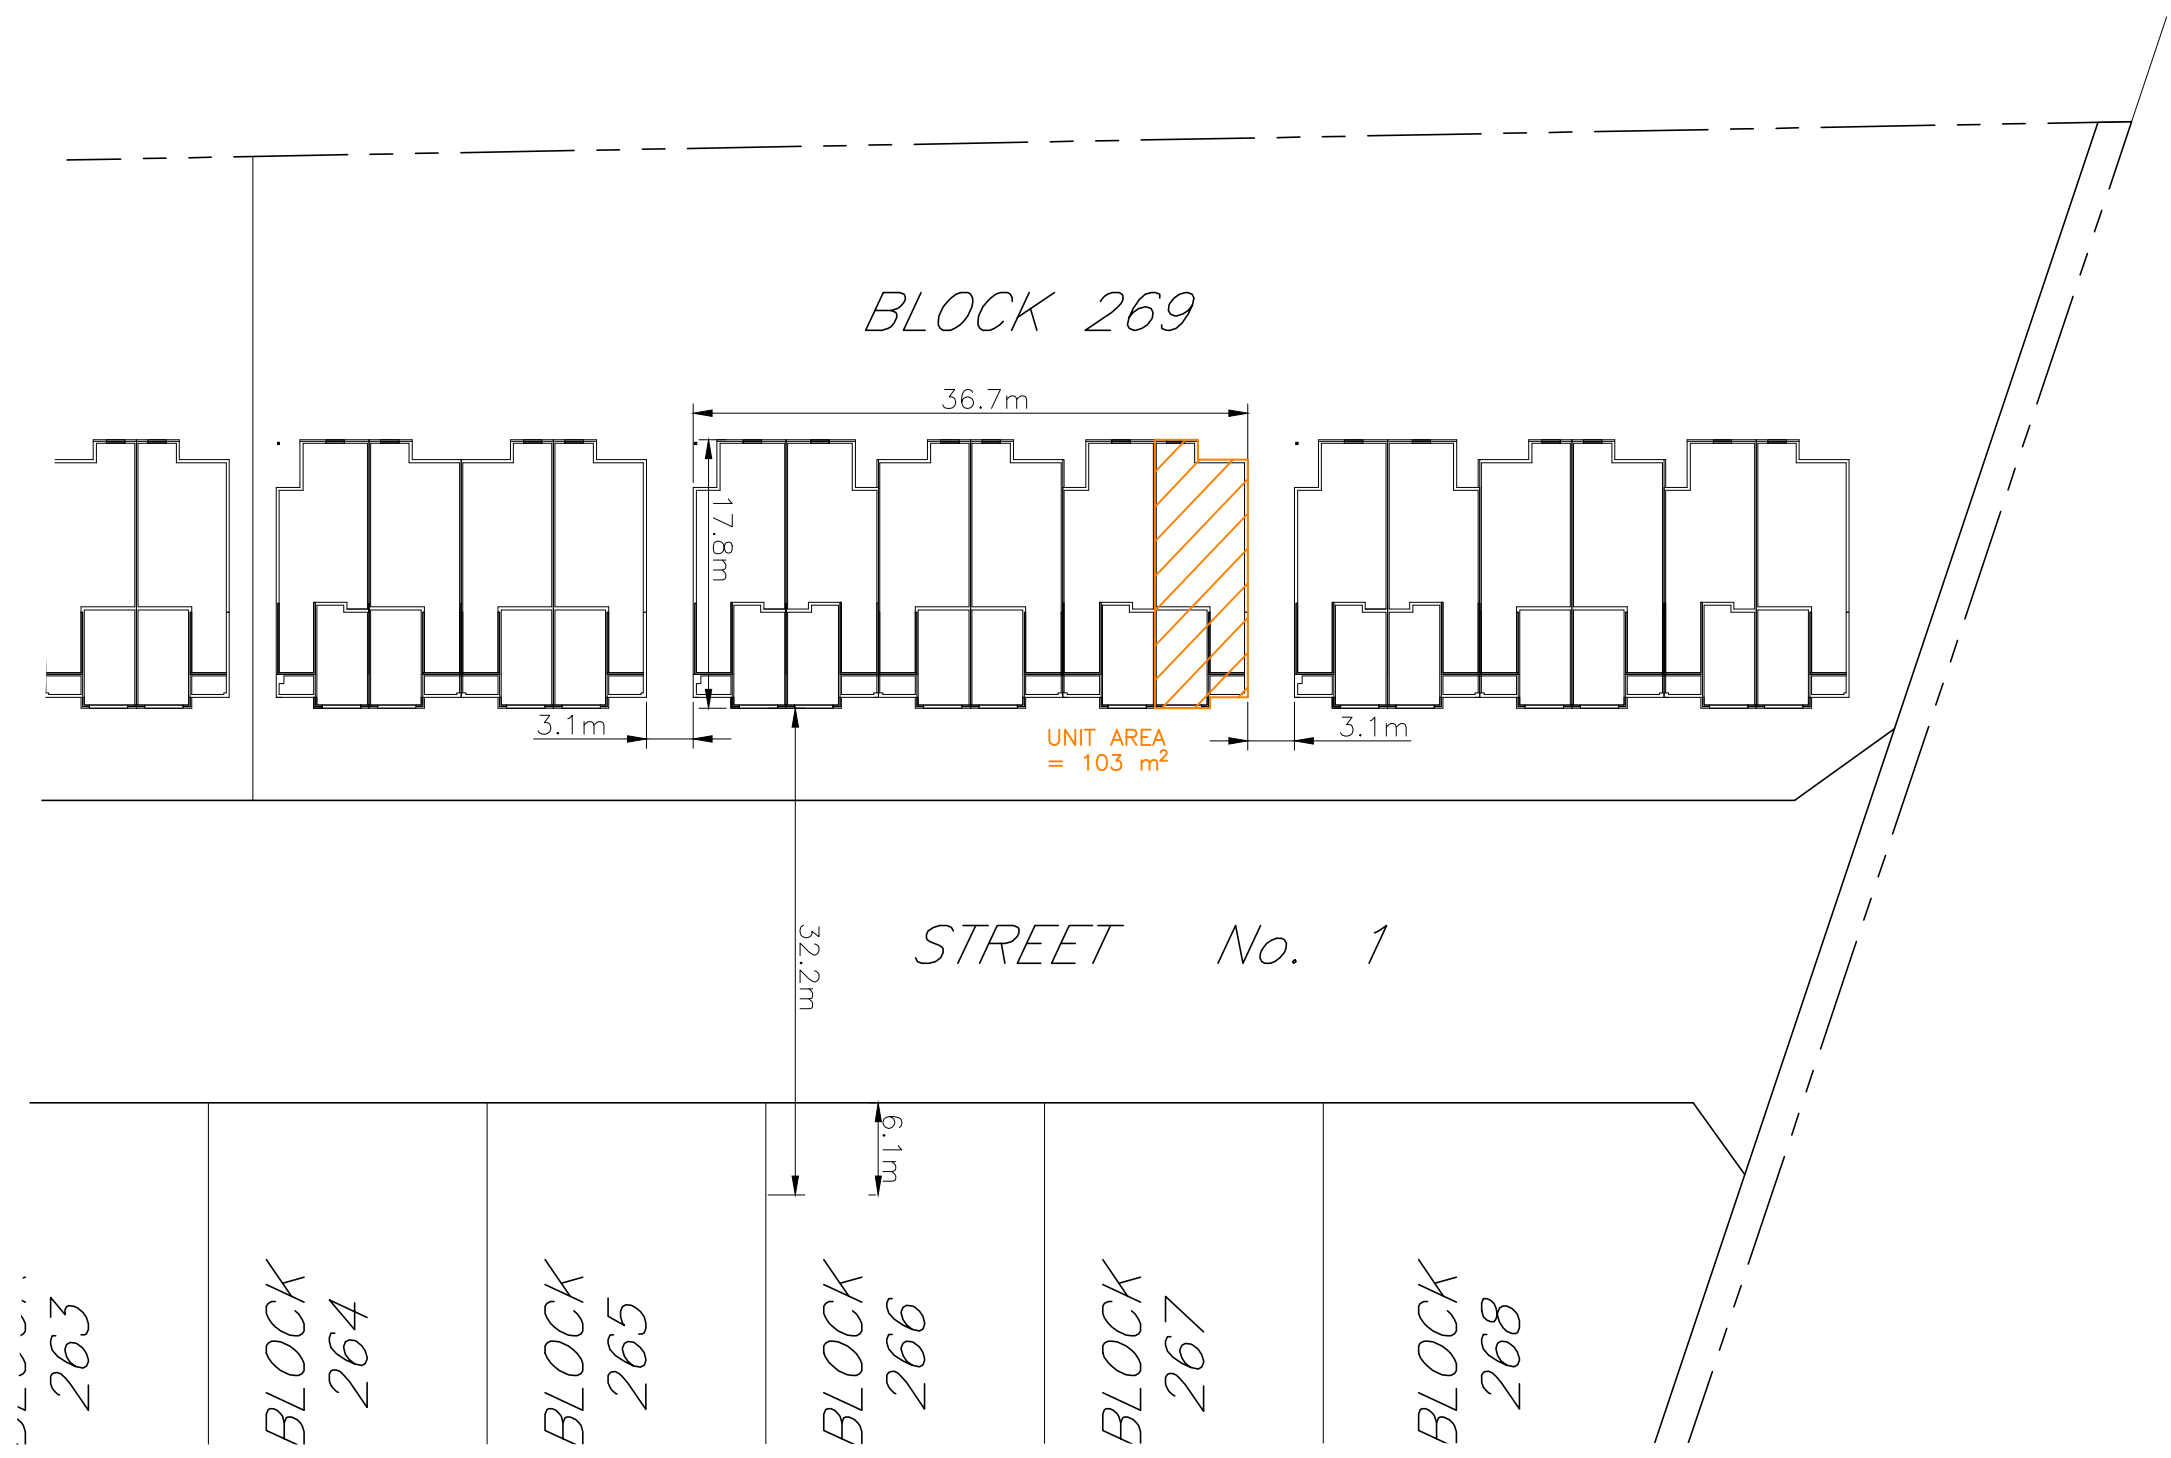 BLOCK 269
36.7m
17.8m
3.1m
3.1m
UNIT AREA
= 103 m²
STREET No. 1
32.2m
6.1m
263
BLOCK
264
BLOCK
265
BLOCK
266
BLOCK
267
BLOCK
268